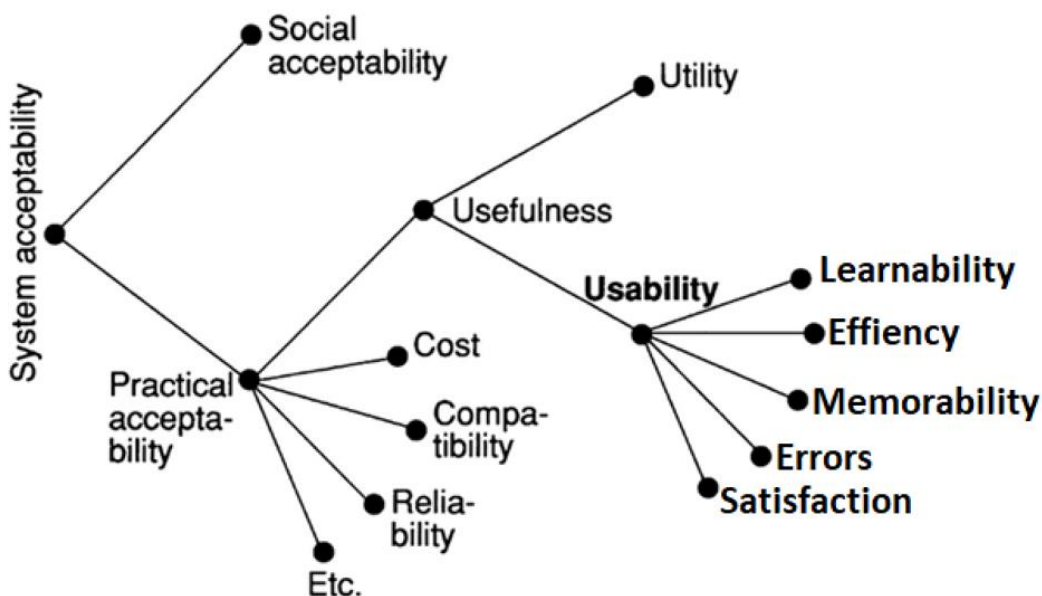 System acceptability
Social
acceptability
Utility
Usefulness
Usability
Learnability
Effiency
Memorability
Errors
Satisfaction
Practical
accepta-
bility
Cost
Compa-
tibility
Relia-
bility
Etc.